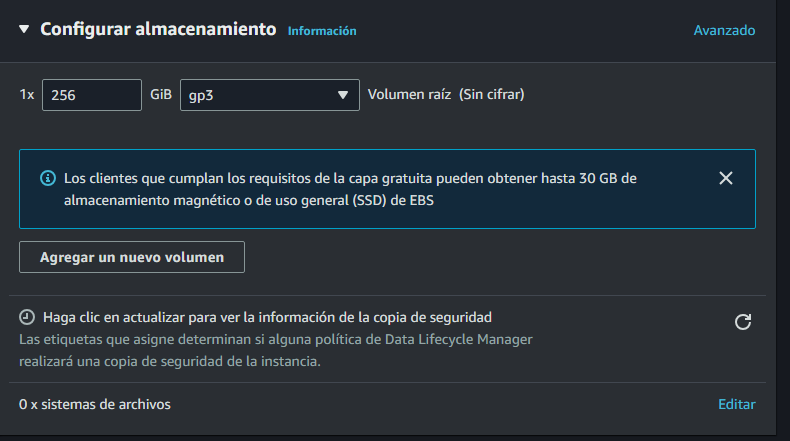 Configurar almacenamiento Información Avanzado
1x 256 GiB gp3 Volumen raíz (Sin cifrar)
Los clientes que cumplan los requisitos de la capa gratuita pueden obtener hasta 30 GB de
almacenamiento magnético o de uso general (SSD) de EBS
Agregar un nuevo volumen
Haga clic en actualizar para ver la información de la copia de seguridad
Las etiquetas que asigne determinan si alguna política de Data Lifecycle Manager
realizará una copia de seguridad de la instancia.
0 x sistemas de archivos Editar